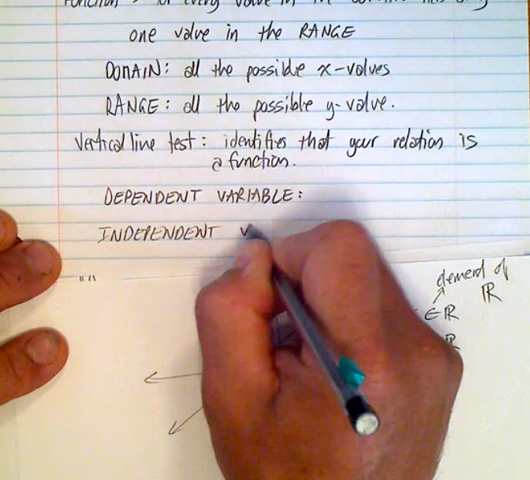 one value in the RANGE
DOMAIN: all the possible x-values
RANGE: all the possible y-value.
Vertical line test: identifies that your relation is
a function.
DEPENDENT VARIABLE:
INDEPENDENT V
element of
ℝ
∈ℝ
ℝ